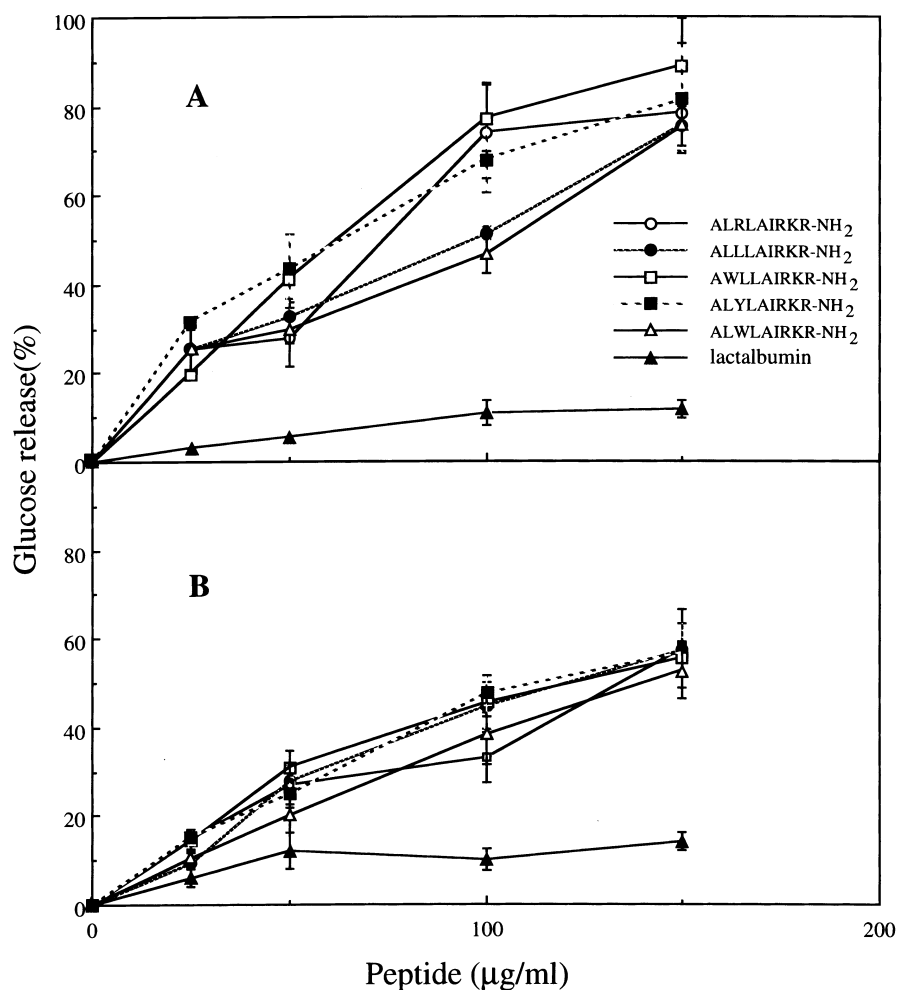 100
A
80
60
ALRLAIRKR-NH2
ALLLAIRKR-NH2
AWLLAIRKR-NH2
40
ALYLAIRKR-NH2
ALWLAIRKR-NH2
lactalbumin
20
0
Glucose release(%)
80
B
60
40
20
0
0
100
200
Peptide (μg/ml)